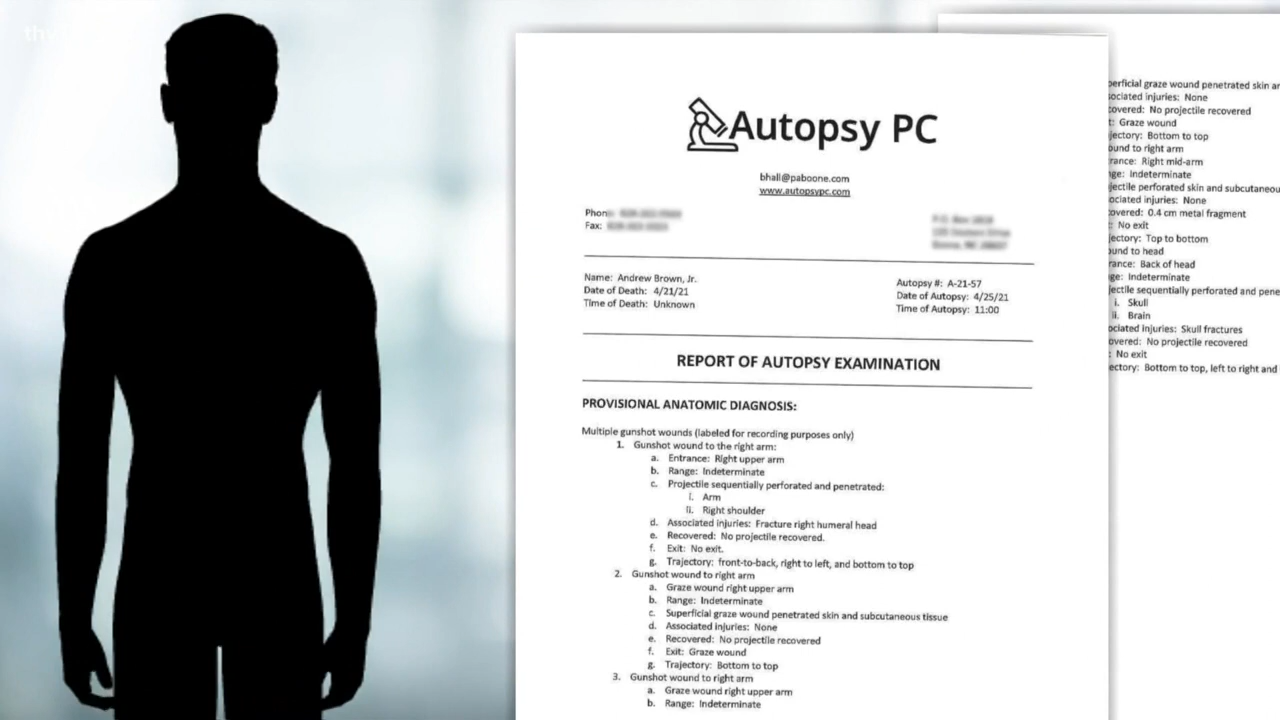 Autopsy PC
bhall@paboone.com
www.autopsypc.com
Phon
Fax:
Name: Andrew Brown, Jr.
Date of Death: 4/21/21
Time of Death: Unknown
Autopsy #: A-21-57
Date of Autopsy: 4/25/21
Time of Autopsy: 11:00
REPORT OF AUTOPSY EXAMINATION
PROVISIONAL ANATOMIC DIAGNOSIS:
Multiple gunshot wounds (labeled for recording purposes only)
1. Gunshot wound to the right arm:
a. Entrance: Right upper arm
b. Range: Indeterminate
c. Projectile sequentially perforated and penetrated:
i. Arm
ii. Right shoulder
d. Associated injuries: Fracture right humeral head
e. Recovered: No projectile recovered.
f. Exit: No exit.
g. Trajectory: front-to-back, right to left, and bottom to top
2. Gunshot wound to right arm
a. Graze wound right upper arm
b. Range: Indeterminate
c. Superficial graze wound penetrated skin and subcutaneous tissue
d. Associated injuries: None
e. Recovered: No projectile recovered
f. Exit: Graze wound
g. Trajectory: Bottom to top
3. Gunshot wound to right arm
a. Graze wound right upper arm
b. Range: Indeterminate
perficial graze wound penetrated skin an
sociated injuries: None
covered: No projectile recovered
t: Graze wound
jectory: Bottom to top
ound to right arm
rance: Right mid-arm
nge: Indeterminate
jectile perforated skin and subcutaneou
ociated injuries: None
covered: 0.4 cm metal fragment
: No exit
jectory: Top to bottom
ound to head
rance: Back of head
nge: Indeterminate
jectile sequentially perforated and pene
i. Skull
ii. Brain
ociated injuries: Skull fractures
overed: No projectile recovered
: No exit
ectory: Bottom to top, left to right and